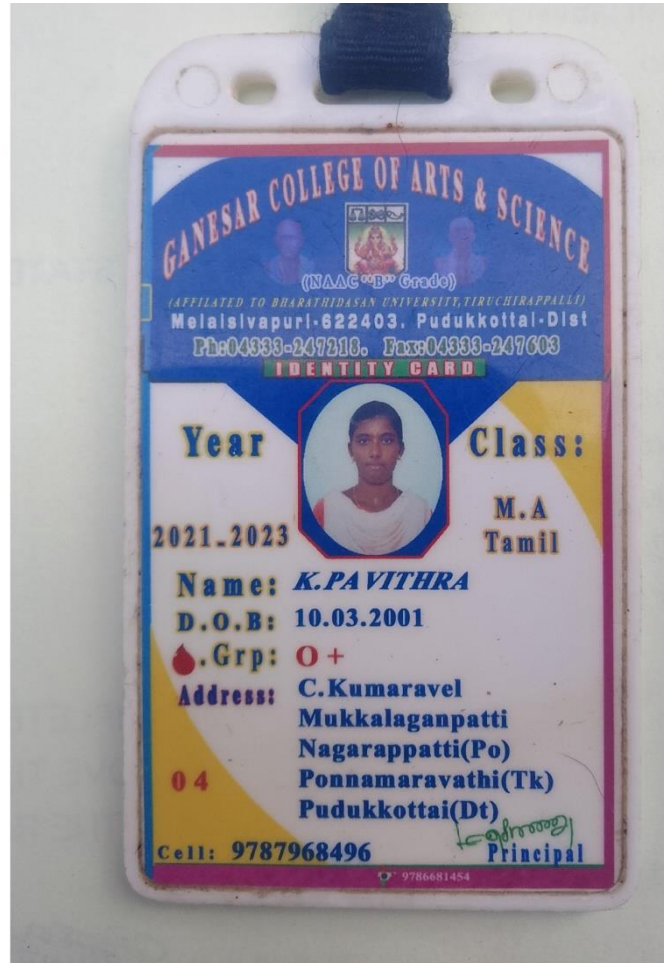 GANESAR COLLEGE OF ARTS & SCIENCE
(NAAC "B" Grade)
(AFFILATED TO BHARATHIDASAN UNIVERSITY,TIRUCHIRAPPALLI)
Melaisivapuri-622403. Pudukkottai-Dist
Ph:04333-247218. Fax:04333-247603
IDENTITY CARD
Year
Class:
2021-2023
M.A
Tamil
Name: K.PAVITHRA
D.O.B: 10.03.2001
.Grp: O +
Address: C.Kumaravel
Mukkalaganpatti
Nagarappatti(Po)
04 Ponnamaravathi(Tk)
Pudukkottai(Dt)
Cell: 9787968496 Principal
9786681454